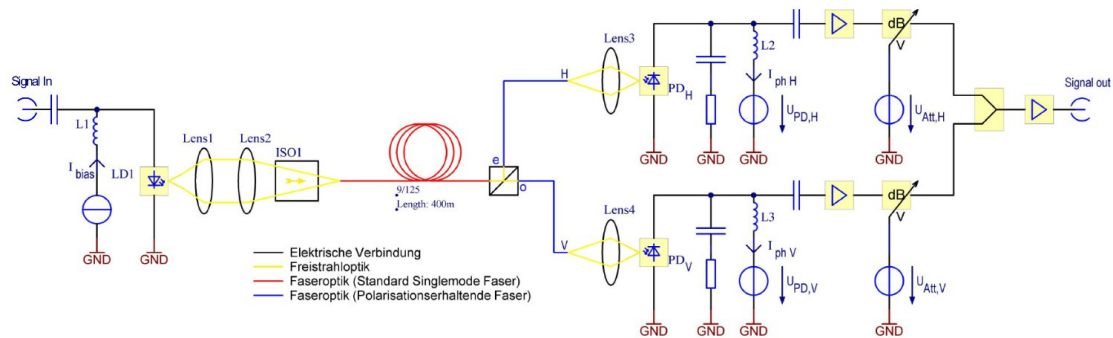 Signal In
L1
I bias
LD1
GND
GND
Lens1
Lens2
ISO1
9/125
Length: 400m
e
o
H
V
Lens3
PD H
GND
GND
L2
I ph H
U PD,H
GND
dB
V
U Att,H
GND
Lens4
PD V
GND
GND
L3
I ph V
U PD,V
GND
dB
V
U Att,V
GND
Signal out
Elektrische Verbindung
Freistrahloptik
Faseroptik (Standard Singlemode Faser)
Faseroptik (Polarisationserhaltende Faser)